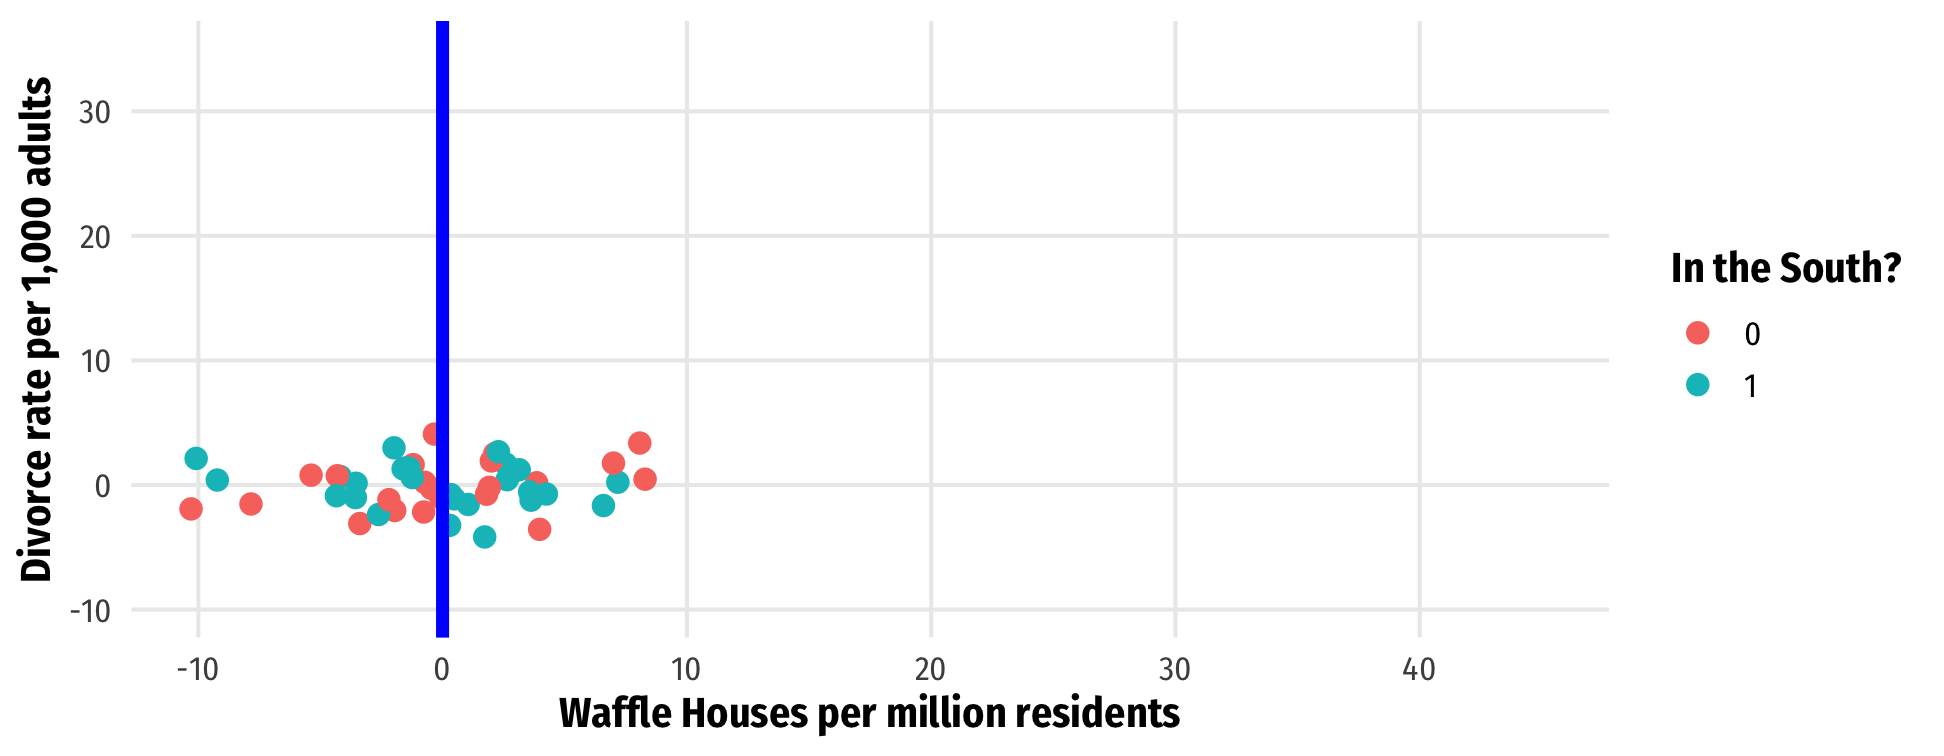 Divorce rate per 1,000 adults
30
20
10
0
-10
-10 0 10 20 30 40
Waffle Houses per million residents
In the South?
0
1